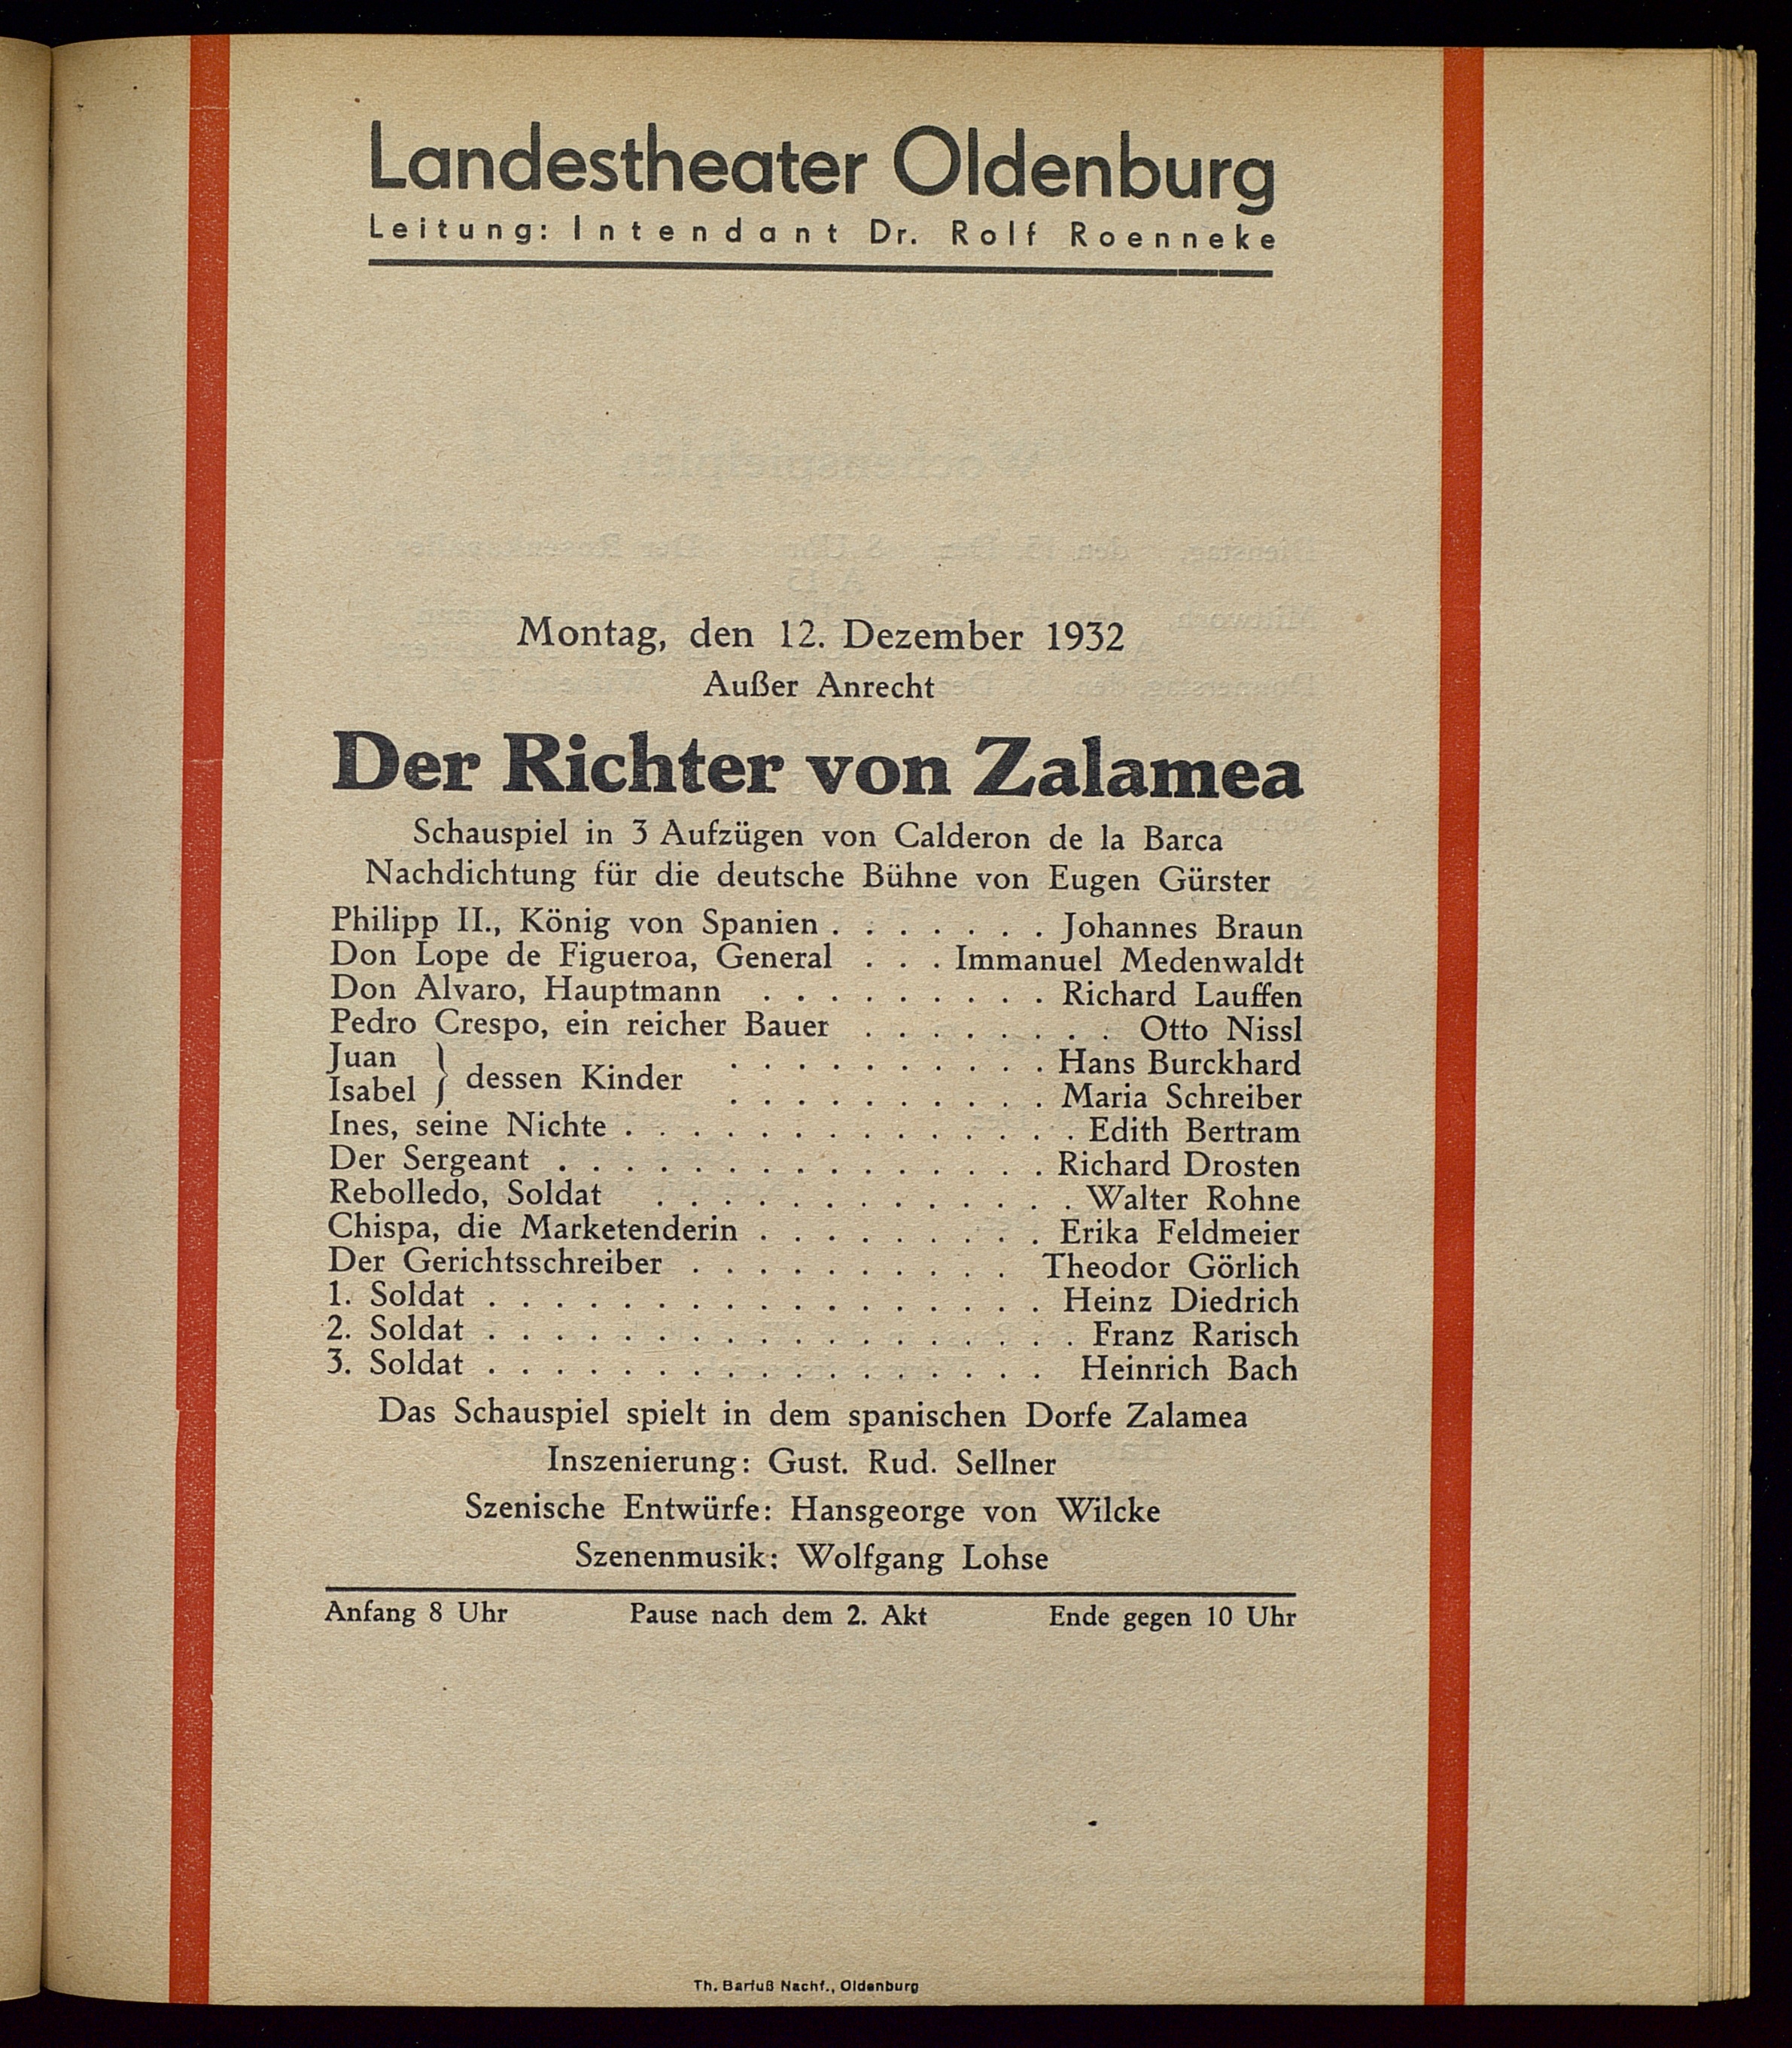 Landestheater Oldenburg
Leitung: Intendant Dr. Rolf Roenneke
Montag, den 12. Dezember 1932
Außer Anrecht
Der Richter von Zalamea
Schauspiel in 3 Aufzügen von Calderon de la Barca
Nachdichtung für die deutsche Bühne von Eugen Gürster
Philipp II., König von Spanien . . . . . . . Johannes Braun
Don Lope de Figueroa, General . . . Immanuel Medenwaldt
Don Alvaro, Hauptmann . . . . . . . . . Richard Lauffen
Pedro Crespo, ein reicher Bauer . . . . . . . . Otto Nissl
Juan } dessen Kinder . . . . . . . . . . Hans Burckhard
Isabel } . . . . . . . . . . Maria Schreiber
Ines, seine Nichte . . . . . . . . . . . . . . Edith Bertram
Der Sergeant . . . . . . . . . . . . . . . Richard Drosten
Rebolledo, Soldat . . . . . . . . . . . . . Walter Rohne
Chispa, die Marketenderin . . . . . . . . . Erika Feldmeier
Der Gerichtsschreiber . . . . . . . . . . Theodor Görlich
1. Soldat . . . . . . . . . . . . . . . . . Heinz Diedrich
2. Soldat . . . . . . . . . . . . . . . . . . Franz Rarisch
3. Soldat . . . . . . . . . . . . . . . . . Heinrich Bach
Das Schauspiel spielt in dem spanischen Dorfe Zalamea
Inszenierung: Gust. Rud. Sellner
Szenische Entwürfe: Hansgeorge von Wilcke
Szenenmusik: Wolfgang Lohse
Anfang 8 Uhr Pause nach dem 2. Akt Ende gegen 10 Uhr
Th. Barfuß Nachf., Oldenburg